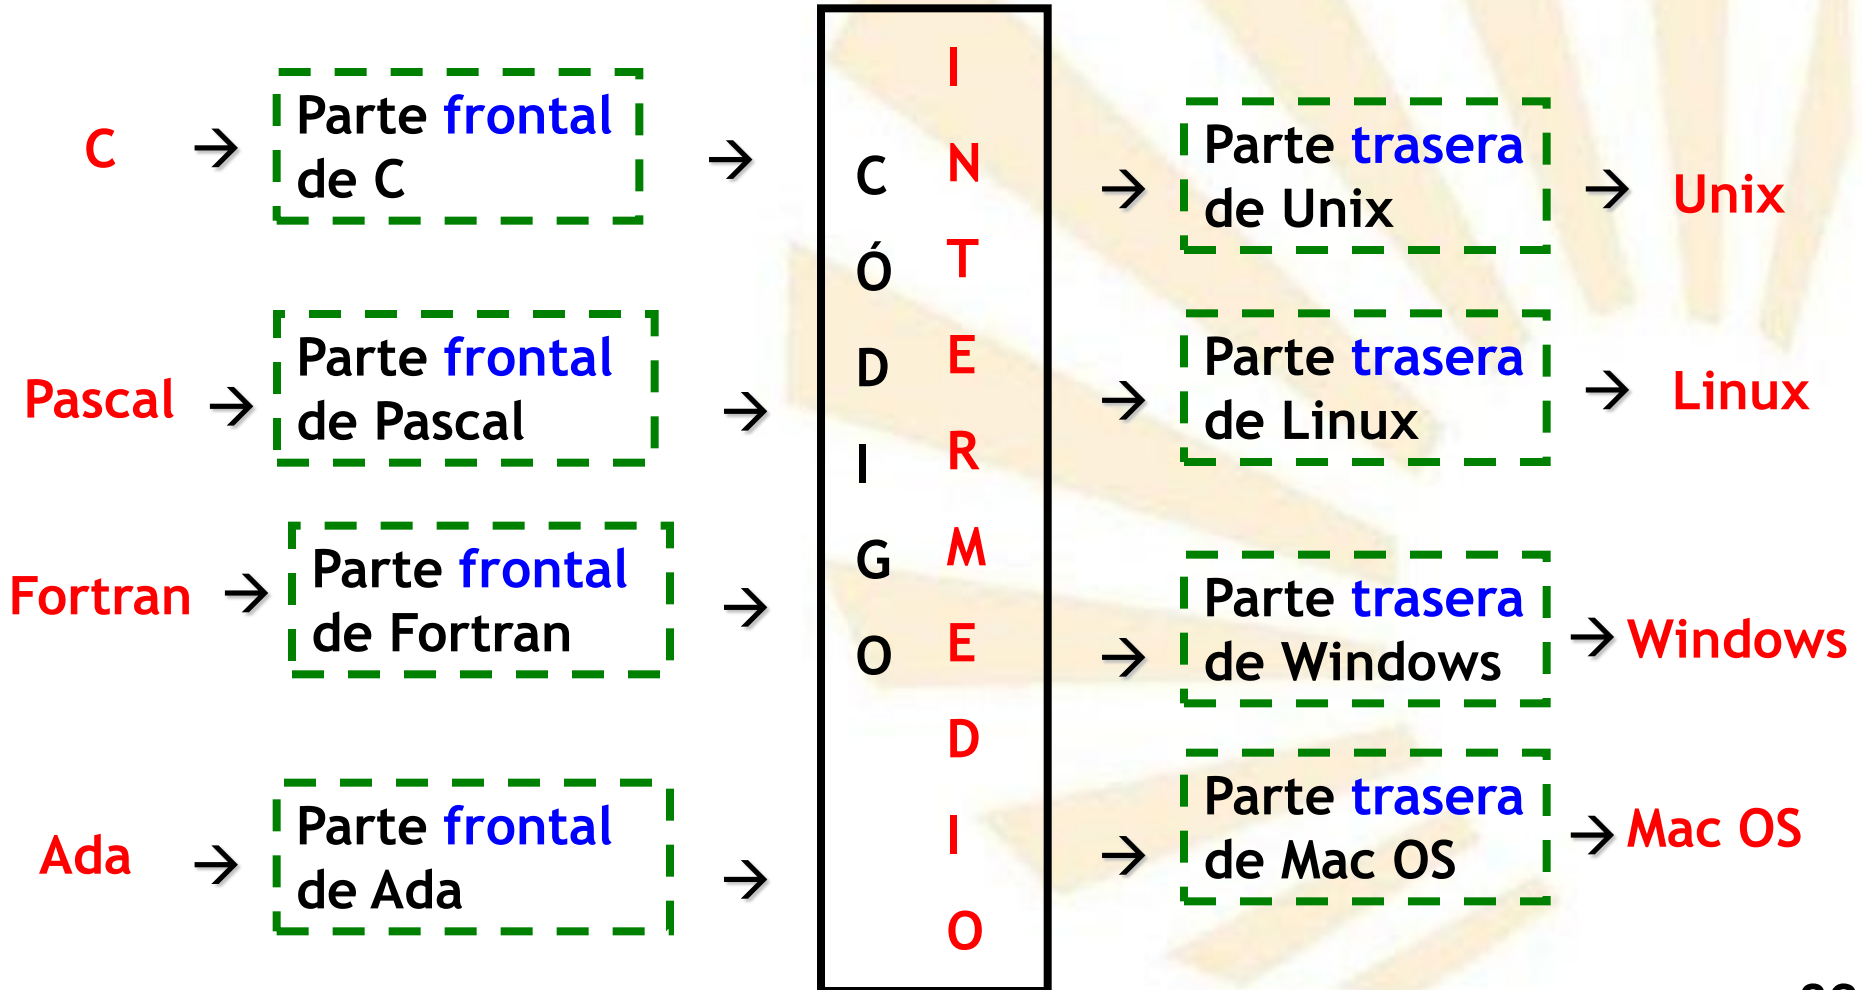 C → Parte frontal
de C →
Pascal → Parte frontal
de Pascal →
Fortran → Parte frontal
de Fortran →
Ada → Parte frontal
de Ada →
CÓDIGO
INTERMEDIO
→ Parte trasera
de Unix → Unix
→ Parte trasera
de Linux → Linux
→ Parte trasera
de Windows → Windows
→ Parte trasera
de Mac OS → Mac OS